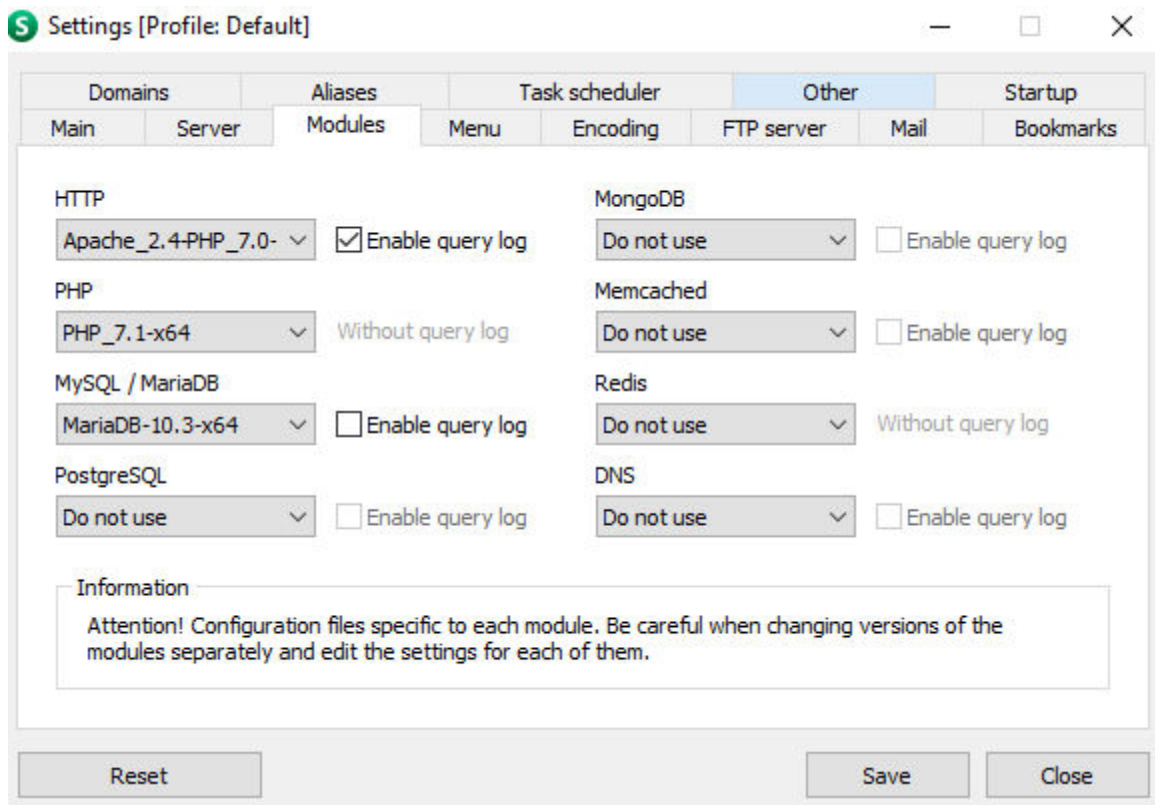 S Settings [Profile: Default]
Domains Aliases Task scheduler Other Startup
Main Server Modules Menu Encoding FTP server Mail Bookmarks
HTTP MongoDB
Apache_2.4-PHP_7.0- Enable query log Do not use Enable query log
PHP Memcached
PHP_7.1-x64 Without query log Do not use Enable query log
MySQL / MariaDB Redis
MariaDB-10.3-x64 Enable query log Do not use Without query log
PostgreSQL DNS
Do not use Enable query log Do not use Enable query log
Information
Attention! Configuration files specific to each module. Be careful when changing versions of the
modules separately and edit the settings for each of them.
Reset Save Close